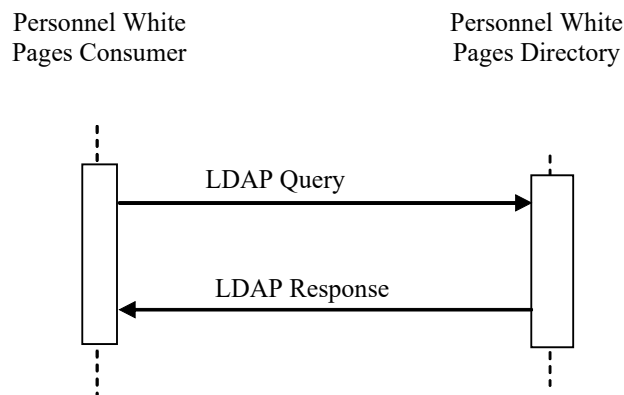 Personnel White
Pages Consumer
Personnel White
Pages Directory
LDAP Query
LDAP Response